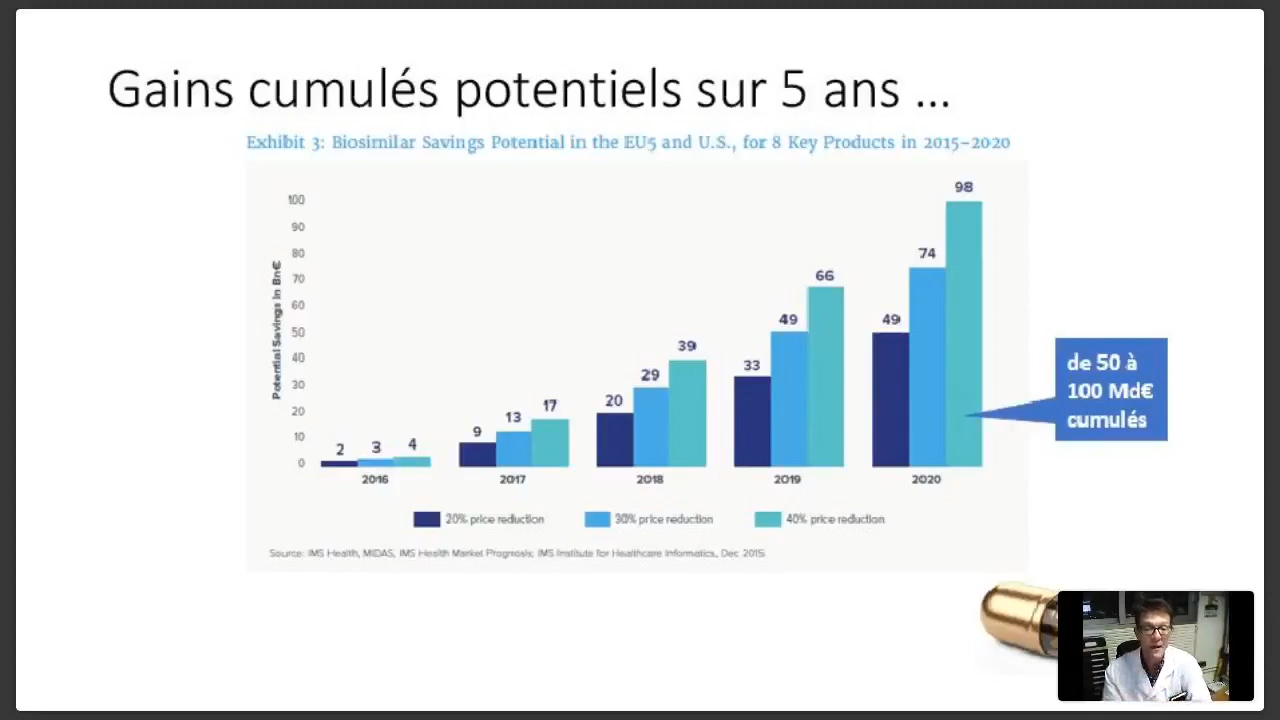 Gains cumulés potentiels sur 5 ans ...
Exhibit 3: Biosimilar Savings Potential in the EU5 and U.S., for 8 Key Products in 2015–2020
Potential Savings in Bn€
100
90
80
70
60
50
40
30
20
10
0
2 3 4
9 13 17
20 29 39
33 49 66
49 74 98
2016 2017 2018 2019 2020
20% price reduction 30% price reduction 40% price reduction
Source: IMS Health, MIDAS, IMS Health Market Prognosis; IMS Institute for Healthcare Informatics, Dec 2015
de 50 à
100 Md€
cumulés